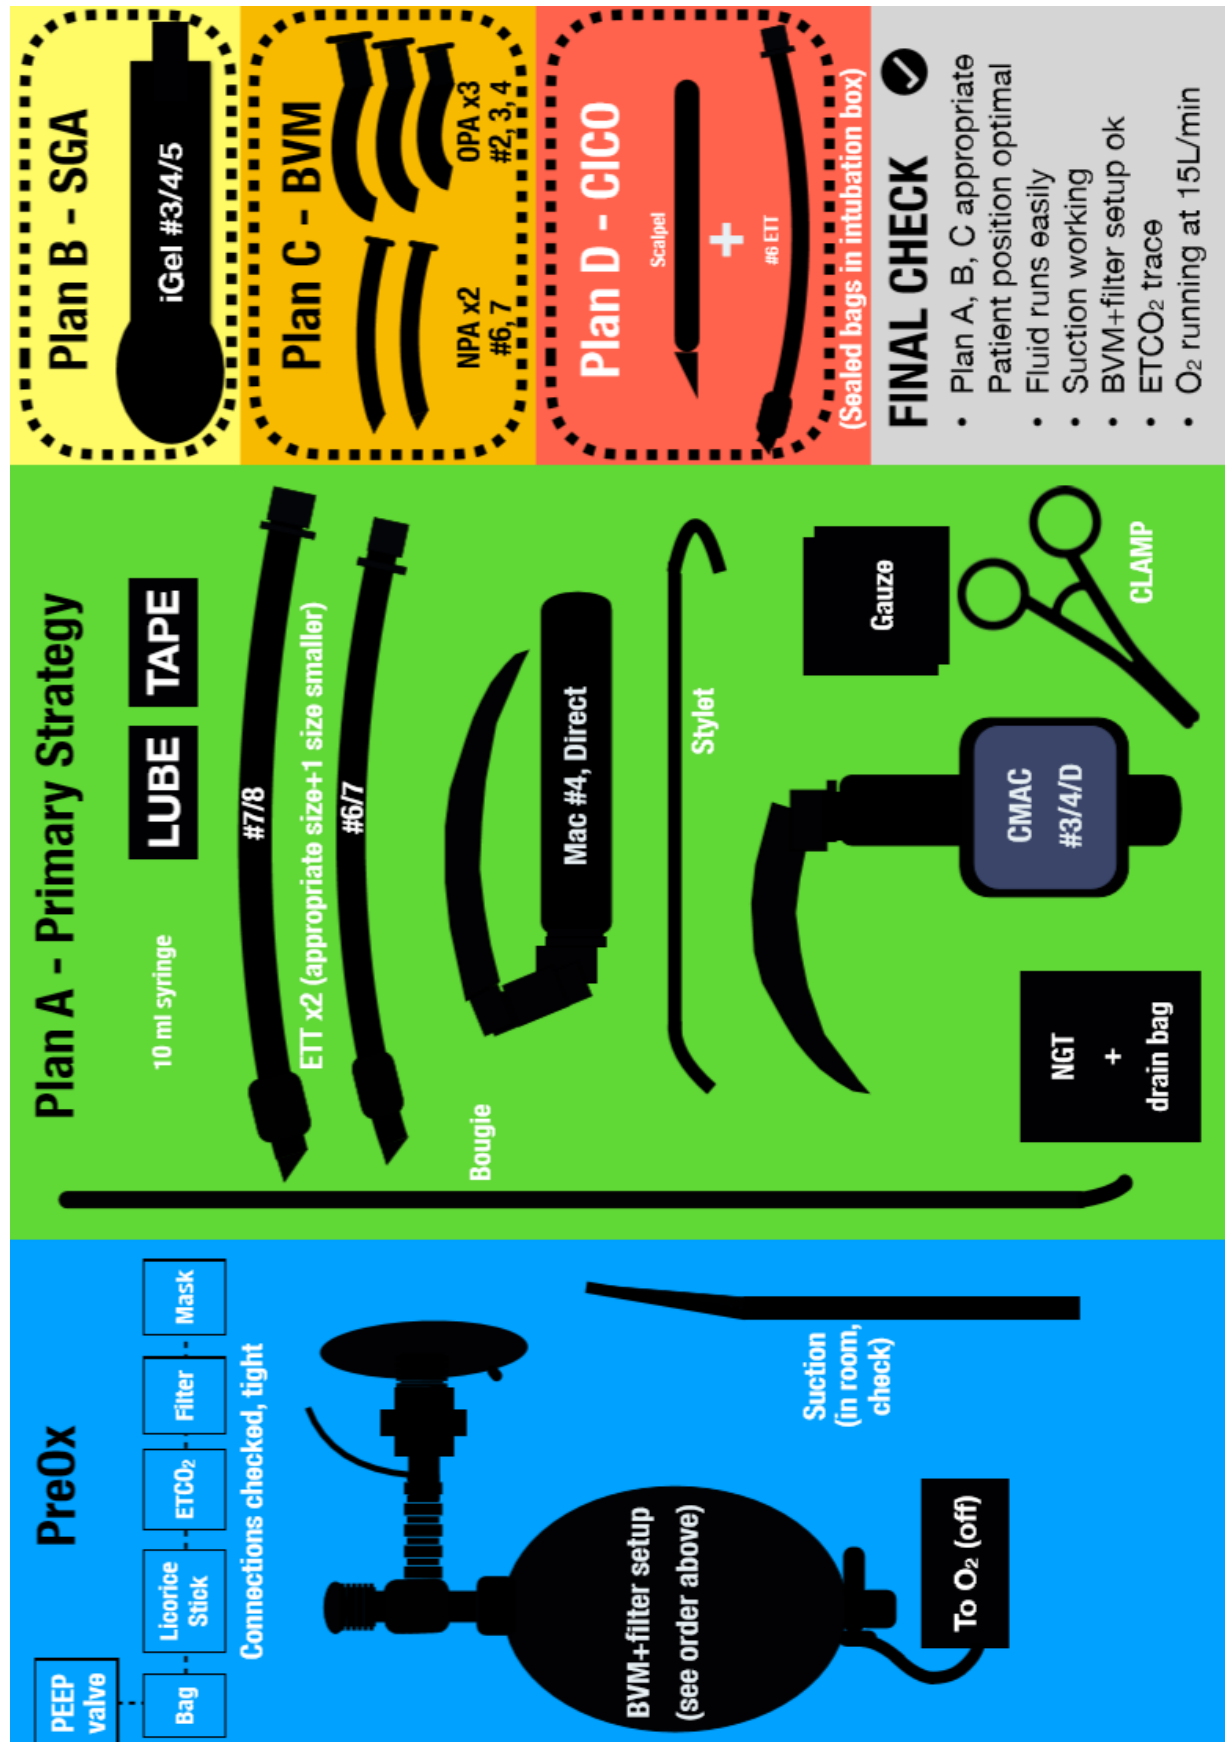 PreOx
PEEP
valve
Bag
Licorice
Stick
ETCO₂
Filter
Mask
Connections checked, tight
BVM+filter setup
(see order above)
To O₂ (off)
Suction
(in room,
check)
Plan A - Primary Strategy
10 ml syringe
LUBE
TAPE
#7/8
ETT x2 (appropriate size+1 size smaller)
#6/7
Bougie
Mac #4, Direct
Stylet
Gauze
CMAC
#3/4/D
CLAMP
NGT
+
drain bag
Plan B - SGA
iGel #3/4/5
Plan C - BVM
NPA x2
#6, 7
OPA x3
#2, 3, 4
Plan D - CICO
Scalpel
+
#6 ETT
(Sealed bags in intubation box)
FINAL CHECK
• Plan A, B, C appropriate
Patient position optimal
• Fluid runs easily
• Suction working
• BVM+filter setup ok
• ETCO₂ trace
• O₂ running at 15L/min